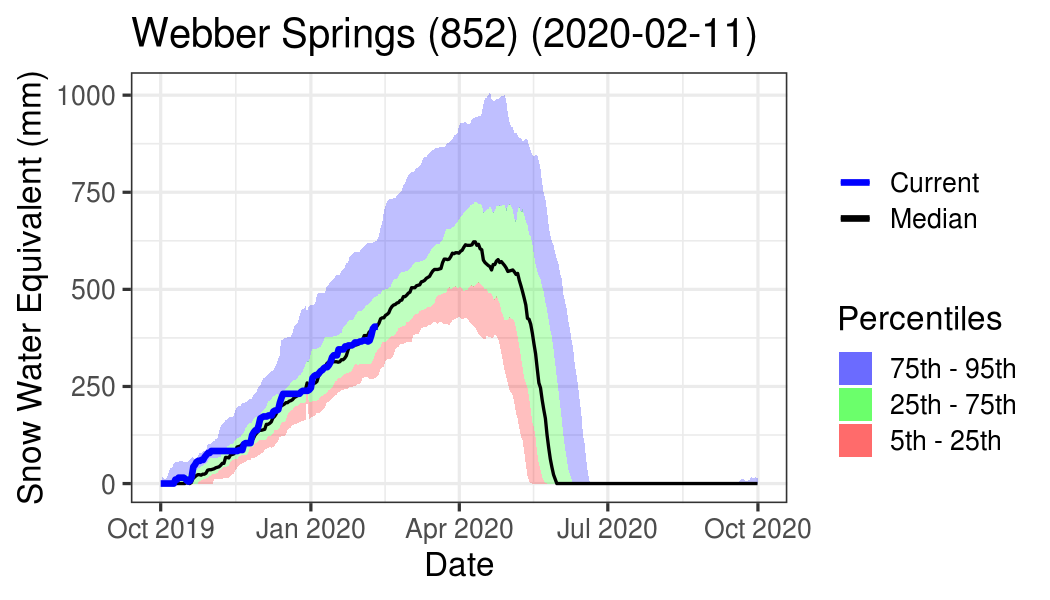 Webber Springs (852) (2020-02-11)
Snow Water Equivalent (mm)
1000
750
500
250
0
Oct 2019
Jan 2020
Apr 2020
Jul 2020
Oct 2020
Date
Current
Median
Percentiles
75th - 95th
25th - 75th
5th - 25th